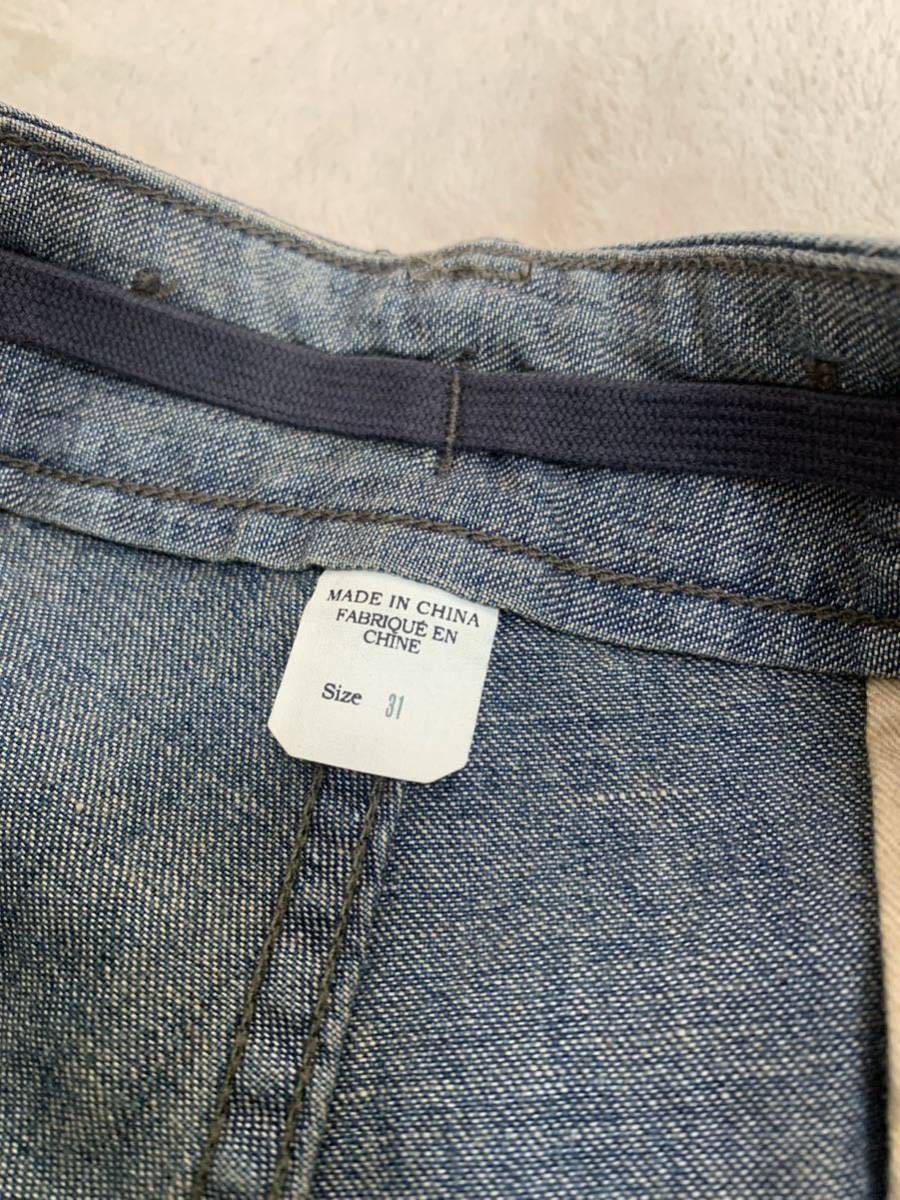 MADE IN CHINA
FABRIQUÉ EN
CHINE
Size 31